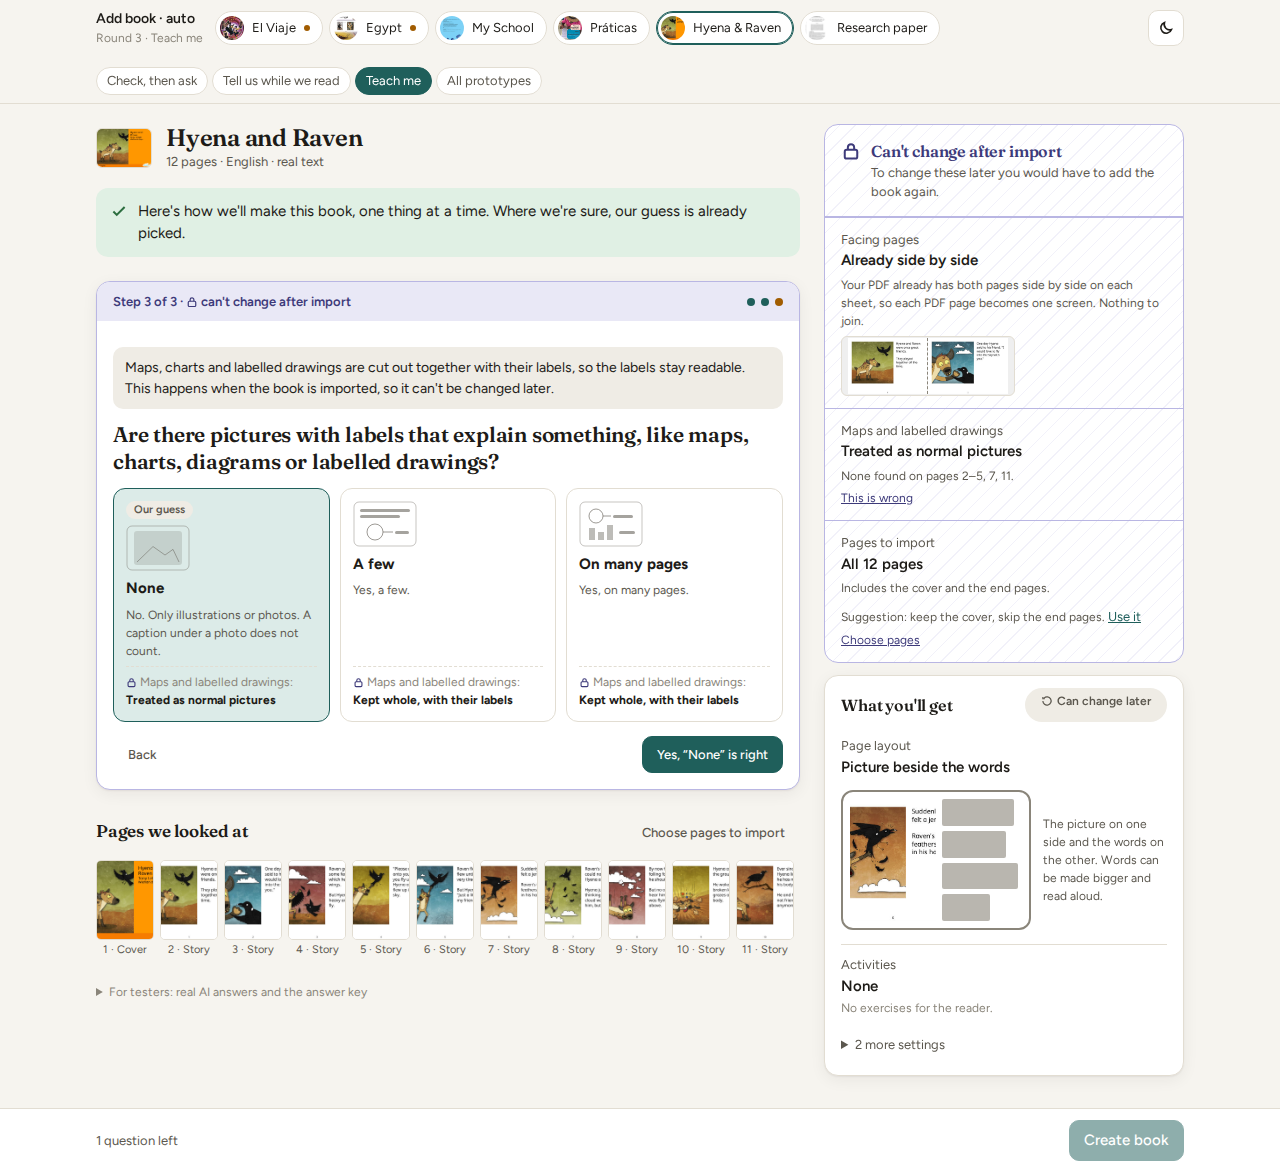 Add book · auto
Round 3 · Teach me
El Viaje
Egypt
My School
Práticas
Hyena & Raven
Research paper
Check, then ask
Tell us while we read
Teach me
All prototypes
Hyena and Raven
12 pages · English · real text
Here's how we'll make this book, one thing at a time. Where we're sure, our guess is already
picked.
Step 3 of 3 · can't change after import
Maps, charts and labelled drawings are cut out together with their labels, so the labels stay readable.
This happens when the book is imported, so it can't be changed later.
Are there pictures with labels that explain something, like maps,
charts, diagrams or labelled drawings?
Our guess
None
No. Only illustrations or photos. A
caption under a photo does not
count.
Maps and labelled drawings:
Treated as normal pictures
A few
Yes, a few.
Maps and labelled drawings:
Kept whole, with their labels
On many pages
Yes, on many pages.
Maps and labelled drawings:
Kept whole, with their labels
Back
Yes, “None” is right
Pages we looked at
Choose pages to import
1 · Cover
2 · Story
3 · Story
4 · Story
5 · Story
6 · Story
7 · Story
8 · Story
9 · Story
10 · Story
11 · Story
For testers: real AI answers and the answer key
Can't change after import
To change these later you would have to add the
book again.
Facing pages
Already side by side
Your PDF already has both pages side by side on each
sheet, so each PDF page becomes one screen. Nothing to
join.
Maps and labelled drawings
Treated as normal pictures
None found on pages 2–5, 7, 11.
This is wrong
Pages to import
All 12 pages
Includes the cover and the end pages.
Suggestion: keep the cover, skip the end pages. Use it
Choose pages
What you'll get
Can change later
Page layout
Picture beside the words
Suddenl
felt a jer
Raven's
feathers
in his he
The picture on one
side and the words on
the other. Words can
be made bigger and
read aloud.
Activities
None
No exercises for the reader.
2 more settings
1 question left
Create book